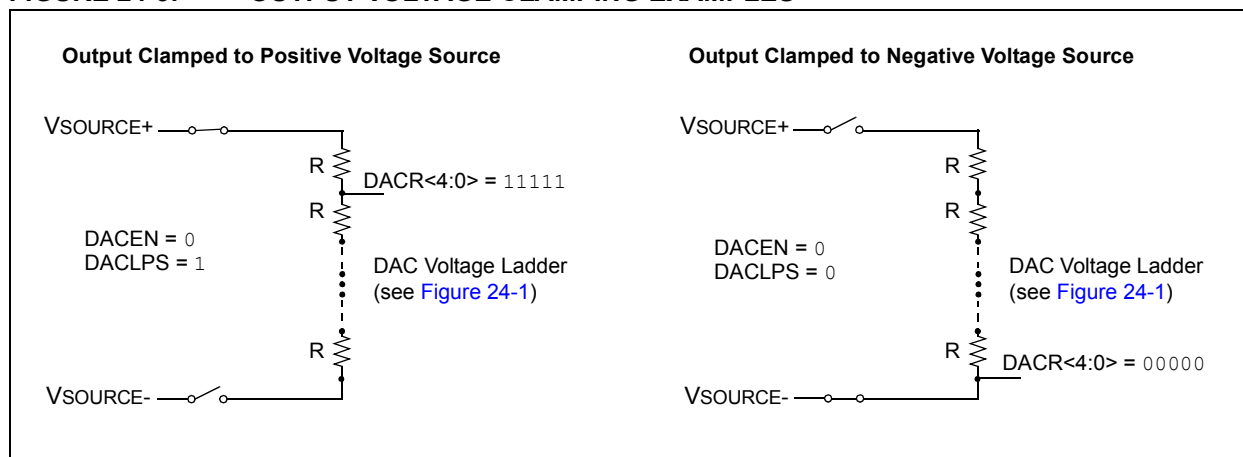 Output Clamped to Positive Voltage Source
VSOURCE+
R
DACR<4:0> = 11111
R
DACEN = 0
DACLPS = 1
DAC Voltage Ladder
(see Figure 24-1)
R
VSOURCE-
Output Clamped to Negative Voltage Source
VSOURCE+
R
R
DACEN = 0
DACLPS = 0
DAC Voltage Ladder
(see Figure 24-1)
R
DACR<4:0> = 00000
VSOURCE-